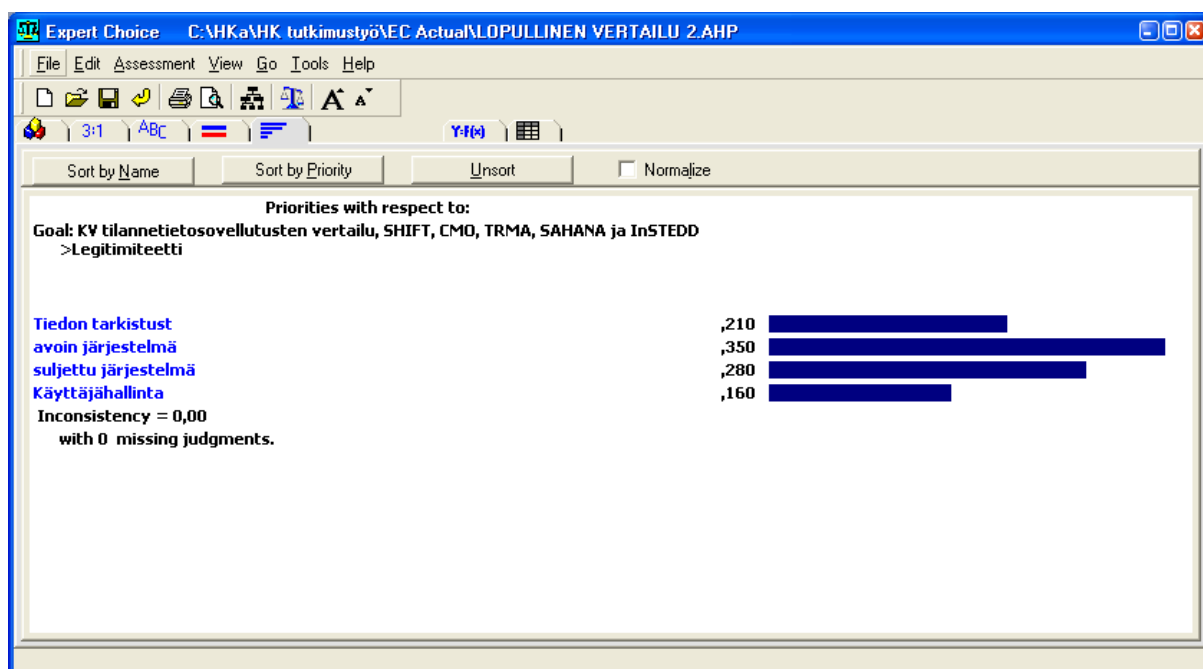 Expert Choice C:\HKa\HK tutkimustyö\EC Actual\LOPULLINEN VERTAILU 2.AHP
File Edit Assessment View Go Tools Help
A A
3:1 ABC Y=F(x)
Sort by Name Sort by Priority Unsort Normalize
Priorities with respect to:
Goal: KV tilannetietosovellutusten vertailu, SHIFT, CMO, TRMA, SAHANA ja InSTEDD
>Legitimiteetti
Tiedon tarkistust ,210
avoin järjestelmä ,350
suljettu järjestelmä ,280
Käyttäjähallinta ,160
Inconsistency = 0,00
with 0 missing judgments.